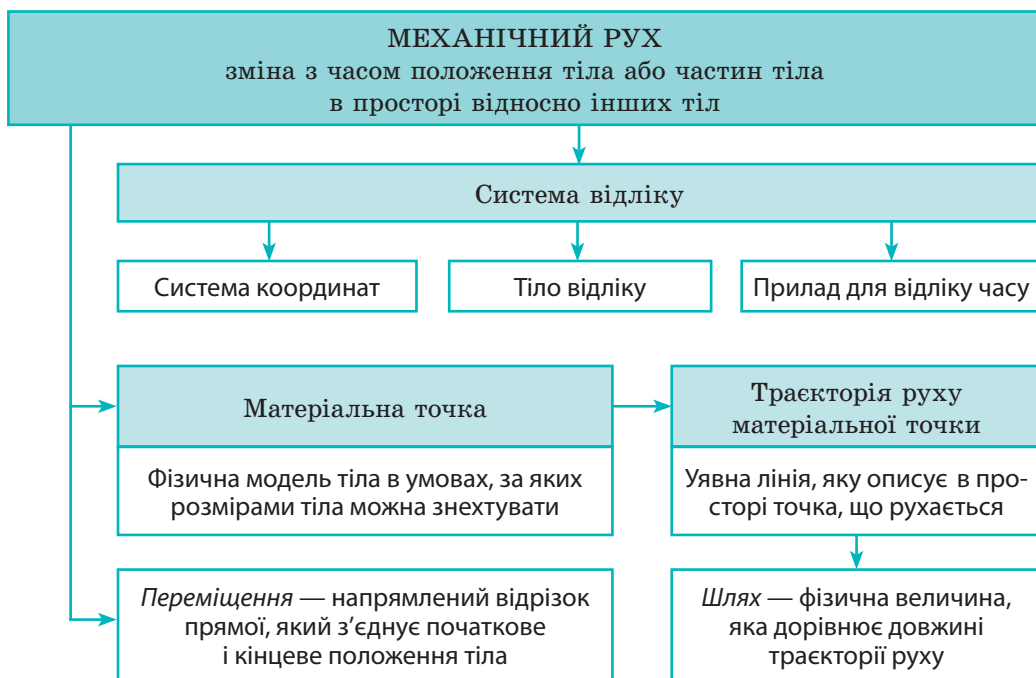 МЕХАНІЧНИЙ РУХ
зміна з часом положення тіла або частин тіла
в просторі відносно інших тіл
Система відліку
Система координат
Тіло відліку
Прилад для відліку часу
Матеріальна точка
Фізична модель тіла в умовах, за яких
розмірами тіла можна знехтувати
Траєкторія руху
матеріальної точки
Уявна лінія, яку описує в про-
сторі точка, що рухається
Переміщення — напрямлений відрізок
прямої, який з’єднує початкове
і кінцеве положення тіла
Шлях — фізична величина,
яка дорівнює довжині
траєкторії руху